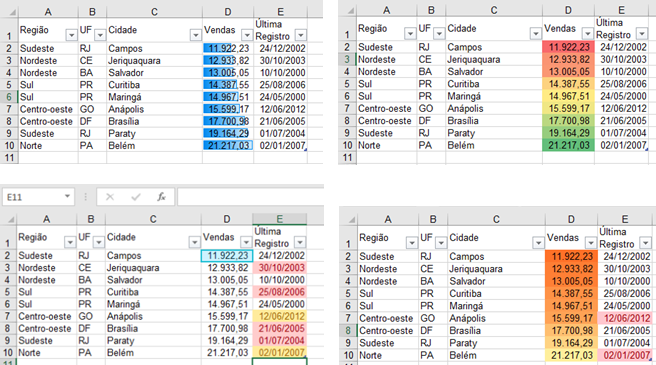 A B C D E
Última
Região UF Cidade Vendas
1 Registro
2 Sudeste RJ Campos 11.922,23 24/12/2002
3 Nordeste CE Jeriquaquara 12.933,82 30/10/2003
4 Nordeste BA Salvador 13.005,05 10/10/2000
5 Sul PR Curitiba 14.387,55 25/08/2006
6 Sul PR Maringá 14.967,51 24/05/2000
7 Centro-oeste GO Anápolis 15.599,17 12/06/2012
8 Centro-oeste DF Brasília 17.700,98 21/06/2005
9 Sudeste RJ Paraty 19.164,29 01/07/2004
10 Norte PA Belém 21.217,03 02/01/2007
11
A B C D E
Última
Região UF Cidade Vendas
1 Registro
2 Sudeste RJ Campos 11.922,23 24/12/2002
3 Nordeste CE Jeriquaquara 12.933,82 30/10/2003
4 Nordeste BA Salvador 13.005,05 10/10/2000
5 Sul PR Curitiba 14.387,55 25/08/2006
6 Sul PR Maringá 14.967,51 24/05/2000
7 Centro-oeste GO Anápolis 15.599,17 12/06/2012
8 Centro-oeste DF Brasília 17.700,98 21/06/2005
9 Sudeste RJ Paraty 19.164,29 01/07/2004
10 Norte PA Belém 21.217,03 02/01/2007
11
E11 fx
A B C D E
Última
Região UF Cidade Vendas
1 Registro
2 Sudeste RJ Campos 11.922,23 24/12/2002
3 Nordeste CE Jeriquaquara 12.933,82 30/10/2003
4 Nordeste BA Salvador 13.005,05 10/10/2000
5 Sul PR Curitiba 14.387,55 25/08/2006
6 Sul PR Maringá 14.967,51 24/05/2000
7 Centro-oeste GO Anápolis 15.599,17 12/06/2012
8 Centro-oeste DF Brasília 17.700,98 21/06/2005
9 Sudeste RJ Paraty 19.164,29 01/07/2004
10 Norte PA Belém 21.217,03 02/01/2007
11
A B C D E
Última
Região UF Cidade Vendas
1 Registro
2 Sudeste RJ Campos 11.922,23 24/12/2002
3 Nordeste CE Jeriquaquara 12.933,82 30/10/2003
4 Nordeste BA Salvador 13.005,05 10/10/2000
5 Sul PR Curitiba 14.387,55 25/08/2006
6 Sul PR Maringá 14.967,51 24/05/2000
7 Centro-oeste GO Anápolis 15.599,17 12/06/2012
8 Centro-oeste DF Brasília 17.700,98 21/06/2005
9 Sudeste RJ Paraty 19.164,29 01/07/2004
10 Norte PA Belém 21.217,03 02/01/2007